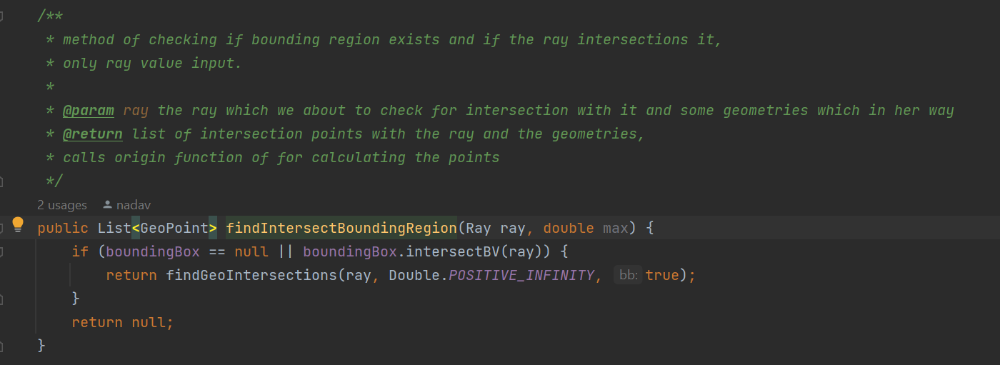 /**
 * method of checking if bounding region exists and if the ray intersections it,
 * only ray value input.
 *
 * @param ray the ray which we about to check for intersection with it and some geometries which in her way
 * @return list of intersection points with the ray and the geometries,
 * calls origin function of for calculating the points
 */
2 usages nadav
public List<GeoPoint> findIntersectBoundingRegion(Ray ray, double max) {
    if (boundingBox == null || boundingBox.intersectBV(ray)) {
        return findGeoIntersections(ray, Double.POSITIVE_INFINITY, bb: true);
    }
    return null;
}